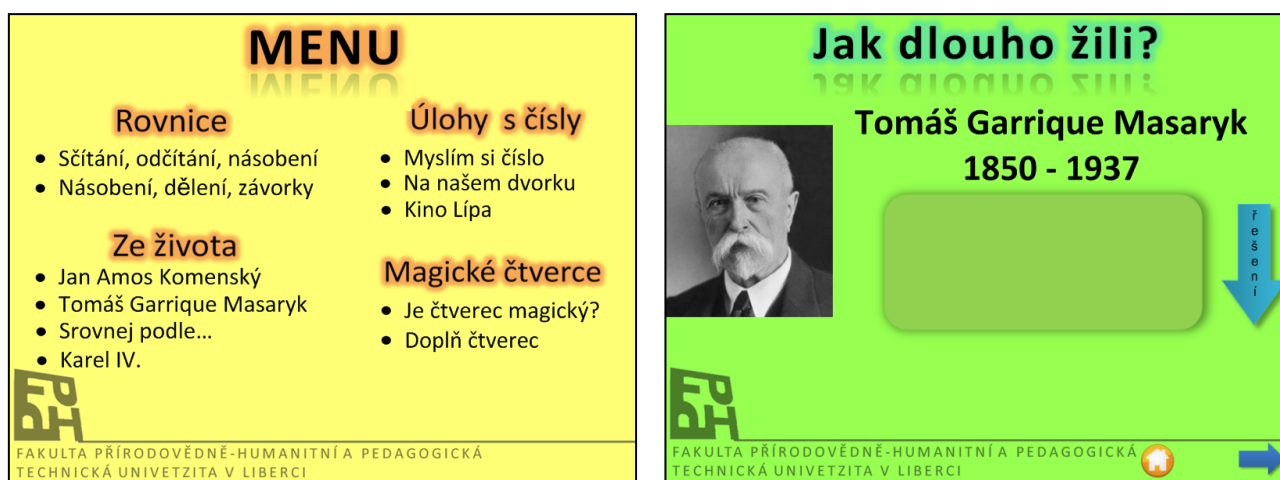 MENU
Rovnice
• Sčítání, odčítání, násobení
• Násobení, dělení, závorky
Ze života
• Jan Amos Komenský
• Tomáš Garrique Masaryk
• Srovnej podle…
• Karel IV.
Úlohy s čísly
• Myslím si číslo
• Na našem dvorku
• Kino Lípa
Magické čtverce
• Je čtverec magický?
• Doplň čtverec
FAKULTA PŘÍRODOVĚDNĚ-HUMANITNÍ A PEDAGOGICKÁ
TECHNICKÁ UNIVETZITA V LIBERCI
Jak dlouho žili?
Tomáš Garrique Masaryk
1850 - 1937
řešení
FAKULTA PŘÍRODOVĚDNĚ-HUMANITNÍ A PEDAGOGICKÁ
TECHNICKÁ UNIVETZITA V LIBERCI